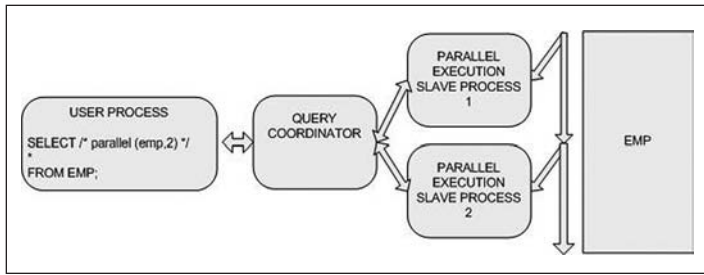 USER PROCESS
SELECT /* parallel (emp,2) */
*
FROM EMP;
QUERY
COORDINATOR
PARALLEL
EXECUTION
SLAVE PROCESS
1
PARALLEL
EXECUTION
SLAVE PROCESS
2
EMP